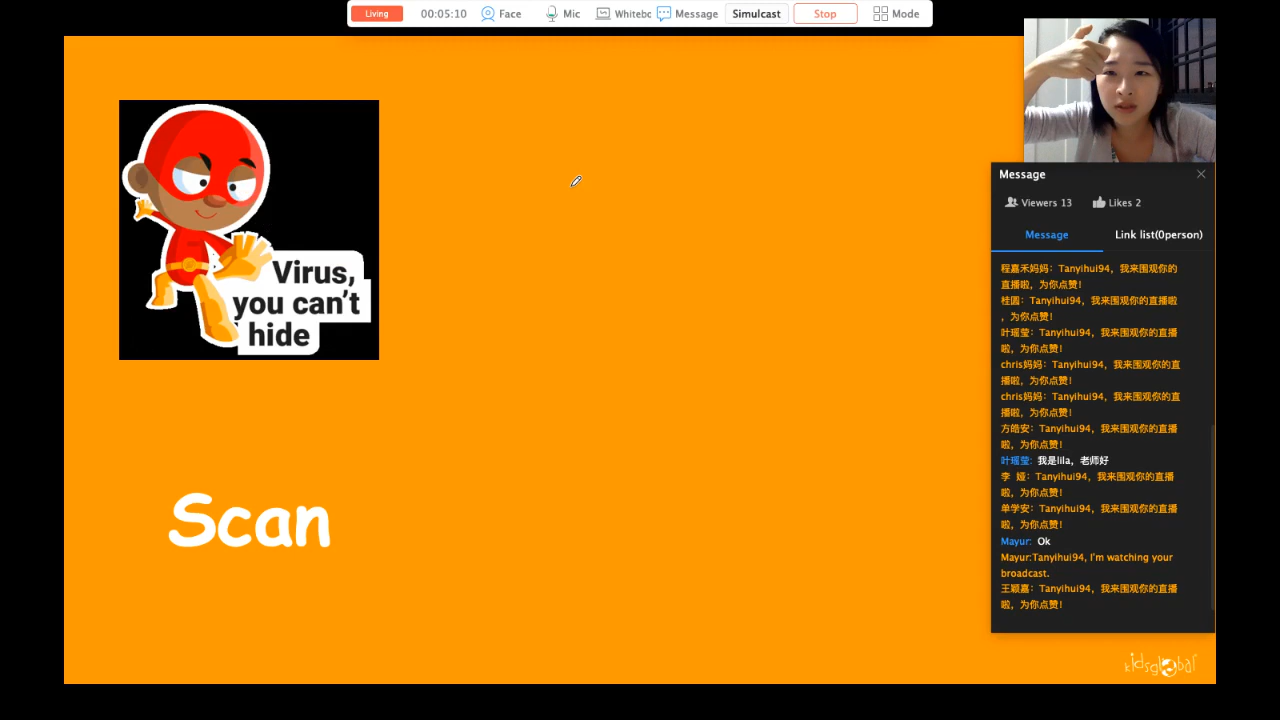 Living 00:05:10 Face Mic Whitebc Message Simulcast Stop Mode
Virus,
you can't
hide
Scan
Message
Viewers 13 Likes 2
Message Link list(0person)
程嘉禾妈妈: Tanyihui94, 我来围观你的
直播啦, 为你点赞!
桂圆: Tanyihui94, 我来围观你的直播啦
, 为你点赞!
叶瑶莹: Tanyihui94, 我来围观你的直播
啦, 为你点赞!
chris妈妈: Tanyihui94, 我来围观你的直
播啦, 为你点赞!
chris妈妈: Tanyihui94, 我来围观你的直
播啦, 为你点赞!
方皓安: Tanyihui94, 我来围观你的直播
啦, 为你点赞!
叶瑶莹: 我是lila, 老师好
李 娅: Tanyihui94, 我来围观你的直播
啦, 为你点赞!
单学安: Tanyihui94, 我来围观你的直播
啦, 为你点赞!
Mayur: Ok
Mayur:Tanyihui94, I'm watching your
broadcast.
王颖嘉: Tanyihui94, 我来围观你的直播
啦, 为你点赞!
kidsglobal